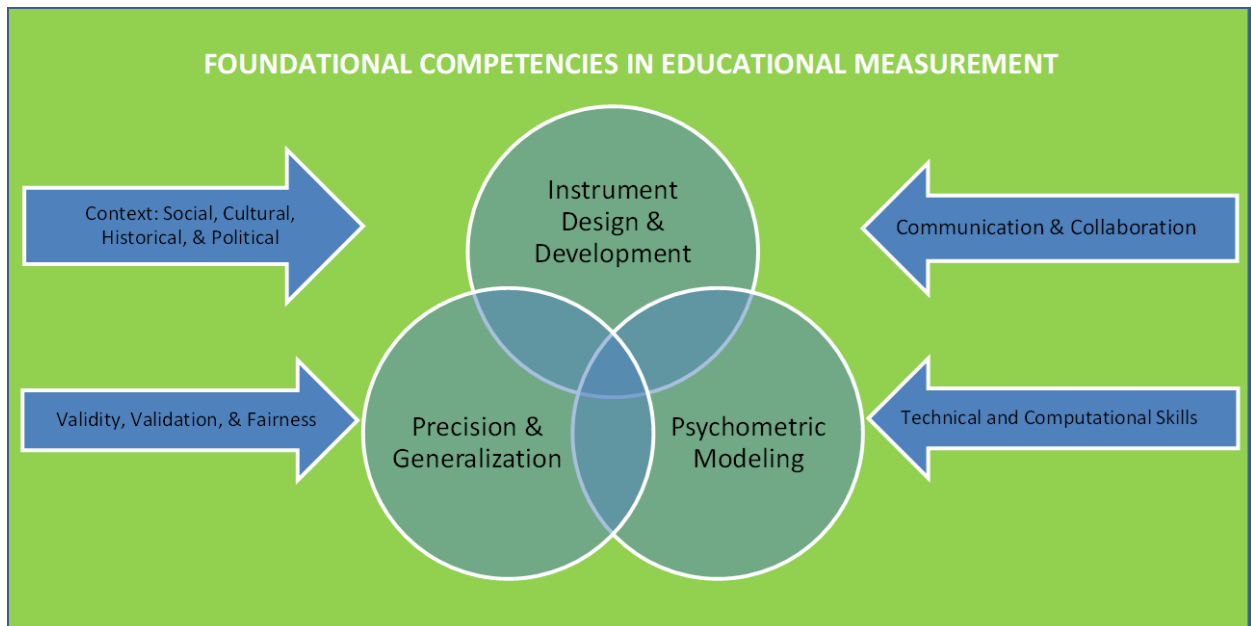 FOUNDATIONAL COMPETENCIES IN EDUCATIONAL MEASUREMENT
Instrument
Design &
Development
Context: Social, Cultural,
Historical, & Political
Communication & Collaboration
Validity, Validation, & Fairness
Precision &
Generalization
Psychometric
Modeling
Technical and Computational Skills